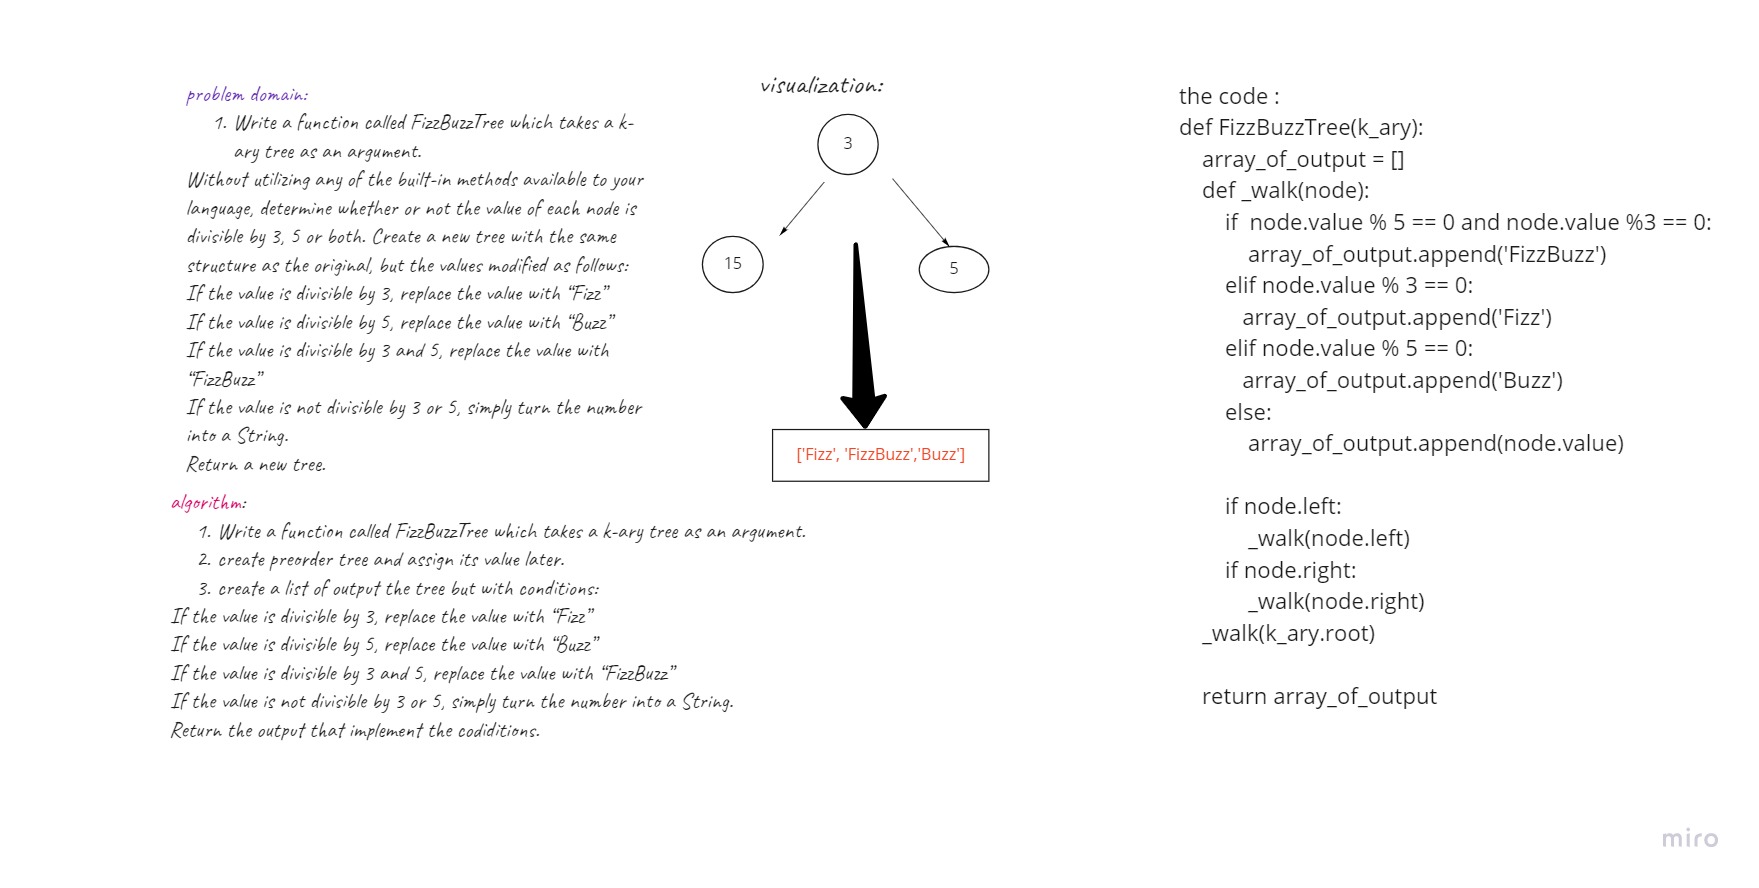 problem domain:
1. Write a function called FizzBuzzTree which takes a k-
ary tree as an argument.
Without utilizing any of the built-in methods available to your
language, determine whether or not the value of each node is
divisible by 3, 5 or both. Create a new tree with the same
structure as the original, but the values modified as follows:
If the value is divisible by 3, replace the value with “Fizz”
If the value is divisible by 5, replace the value with “Buzz”
If the value is divisible by 3 and 5, replace the value with
“FizzBuzz”
If the value is not divisible by 3 or 5, simply turn the number
into a String.
Return a new tree.
algorithm:
1. Write a function called FizzBuzzTree which takes a k-ary tree as an argument.
2. create preorder tree and assign its value later.
3. create a list of output the tree but with conditions:
If the value is divisible by 3, replace the value with “Fizz”
If the value is divisible by 5, replace the value with “Buzz”
If the value is divisible by 3 and 5, replace the value with “FizzBuzz”
If the value is not divisible by 3 or 5, simply turn the number into a String.
Return the output that implement the codiditions.
visualization:
3
15
5
['Fizz', 'FizzBuzz','Buzz']
the code :
def FizzBuzzTree(k_ary):
array_of_output = []
def _walk(node):
if  node.value % 5 == 0 and node.value %3 == 0:
array_of_output.append('FizzBuzz')
elif node.value % 3 == 0:
array_of_output.append('Fizz')
elif node.value % 5 == 0:
array_of_output.append('Buzz')
else:
array_of_output.append(node.value)
if node.left:
_walk(node.left)
if node.right:
_walk(node.right)
_walk(k_ary.root)
return array_of_output
miro